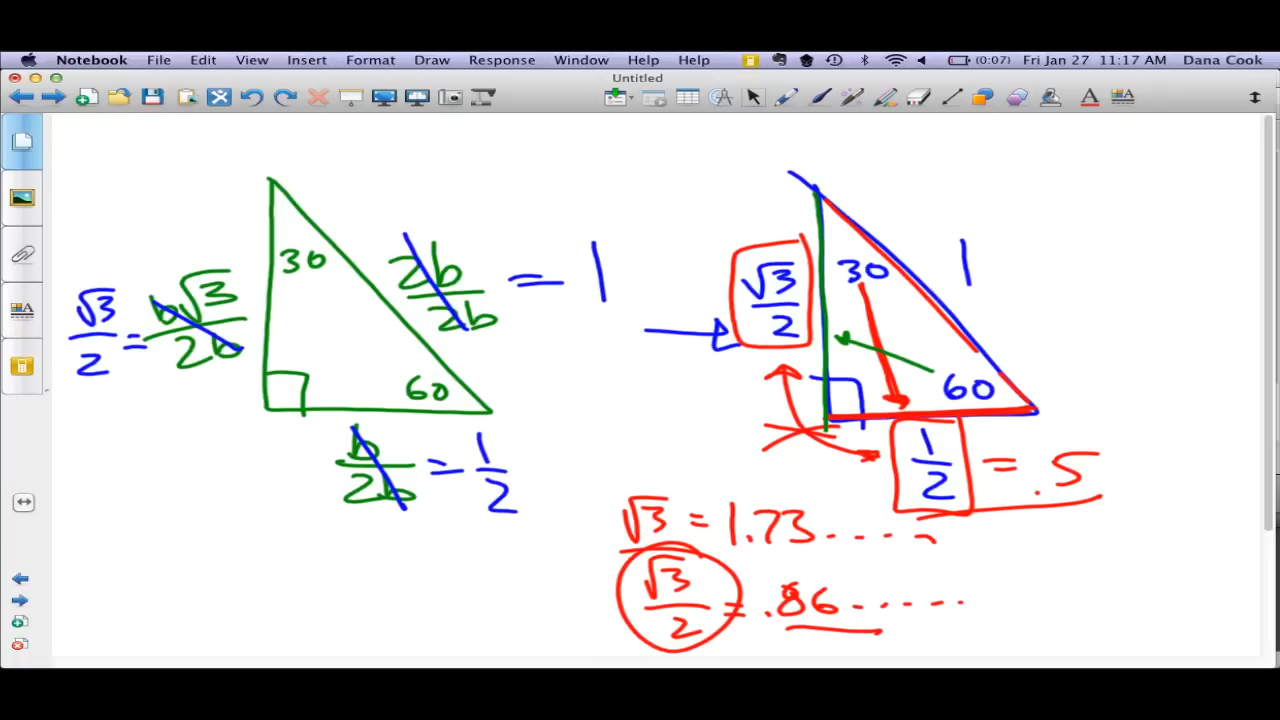 Notebook File Edit View Insert Format Draw Response Window Help Help (0:07) Fri Jan 27 11:17 AM Dana Cook
Untitled
30
√3/2 = b√3/2b
2b/2b = 1
60
b/2b = 1/2
30
1
√3/2
60
1/2 = .5
√3 = 1.73.....
√3/2 = .86......